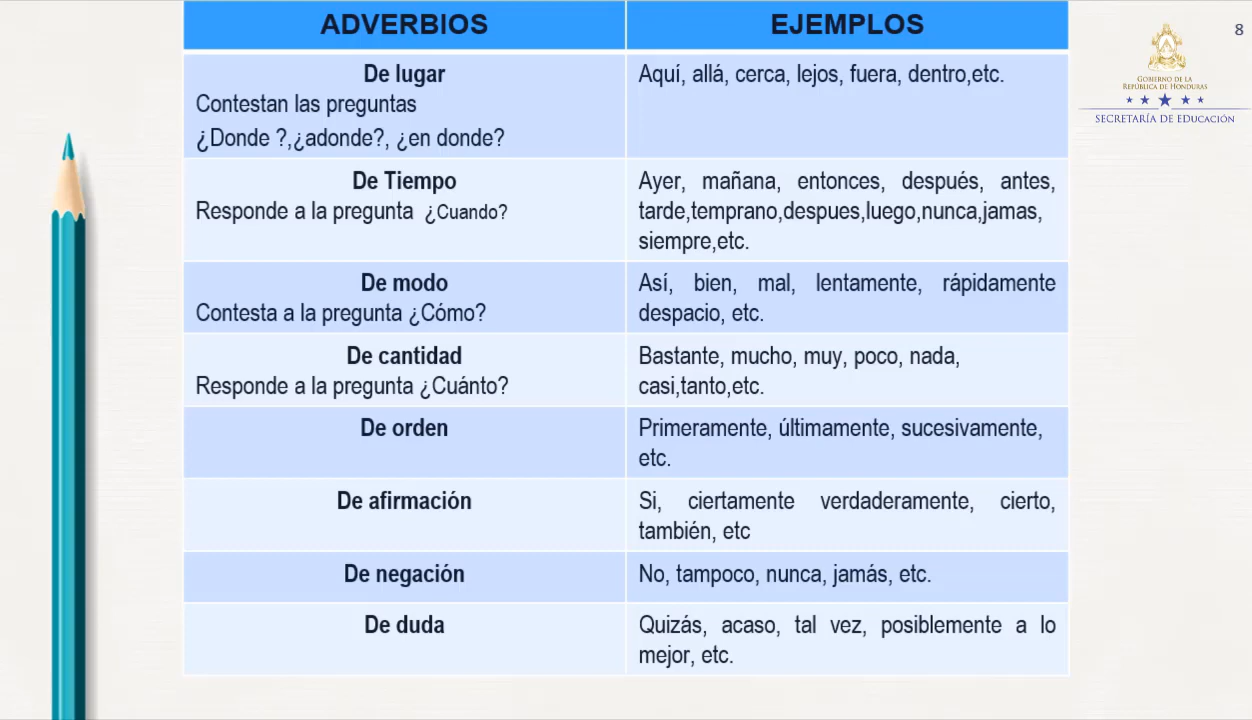 ADVERBIOS
EJEMPLOS
De lugar
Contestan las preguntas
¿Donde ?,¿adonde?, ¿en donde?
Aquí, allá, cerca, lejos, fuera, dentro,etc.
De Tiempo
Responde a la pregunta ¿Cuando?
Ayer, mañana, entonces, después, antes,
tarde,temprano,despues,luego,nunca,jamas,
siempre,etc.
De modo
Contesta a la pregunta ¿Cómo?
Así, bien, mal, lentamente, rápidamente
despacio, etc.
De cantidad
Responde a la pregunta ¿Cuánto?
Bastante, mucho, muy, poco, nada,
casi,tanto,etc.
De orden
Primeramente, últimamente, sucesivamente,
etc.
De afirmación
Si, ciertamente verdaderamente, cierto,
también, etc
De negación
No, tampoco, nunca, jamás, etc.
De duda
Quizás, acaso, tal vez, posiblemente a lo
mejor, etc.
8
GOBIERNO DE LA
REPÚBLICA DE HONDURAS
SECRETARÍA DE EDUCACIÓN